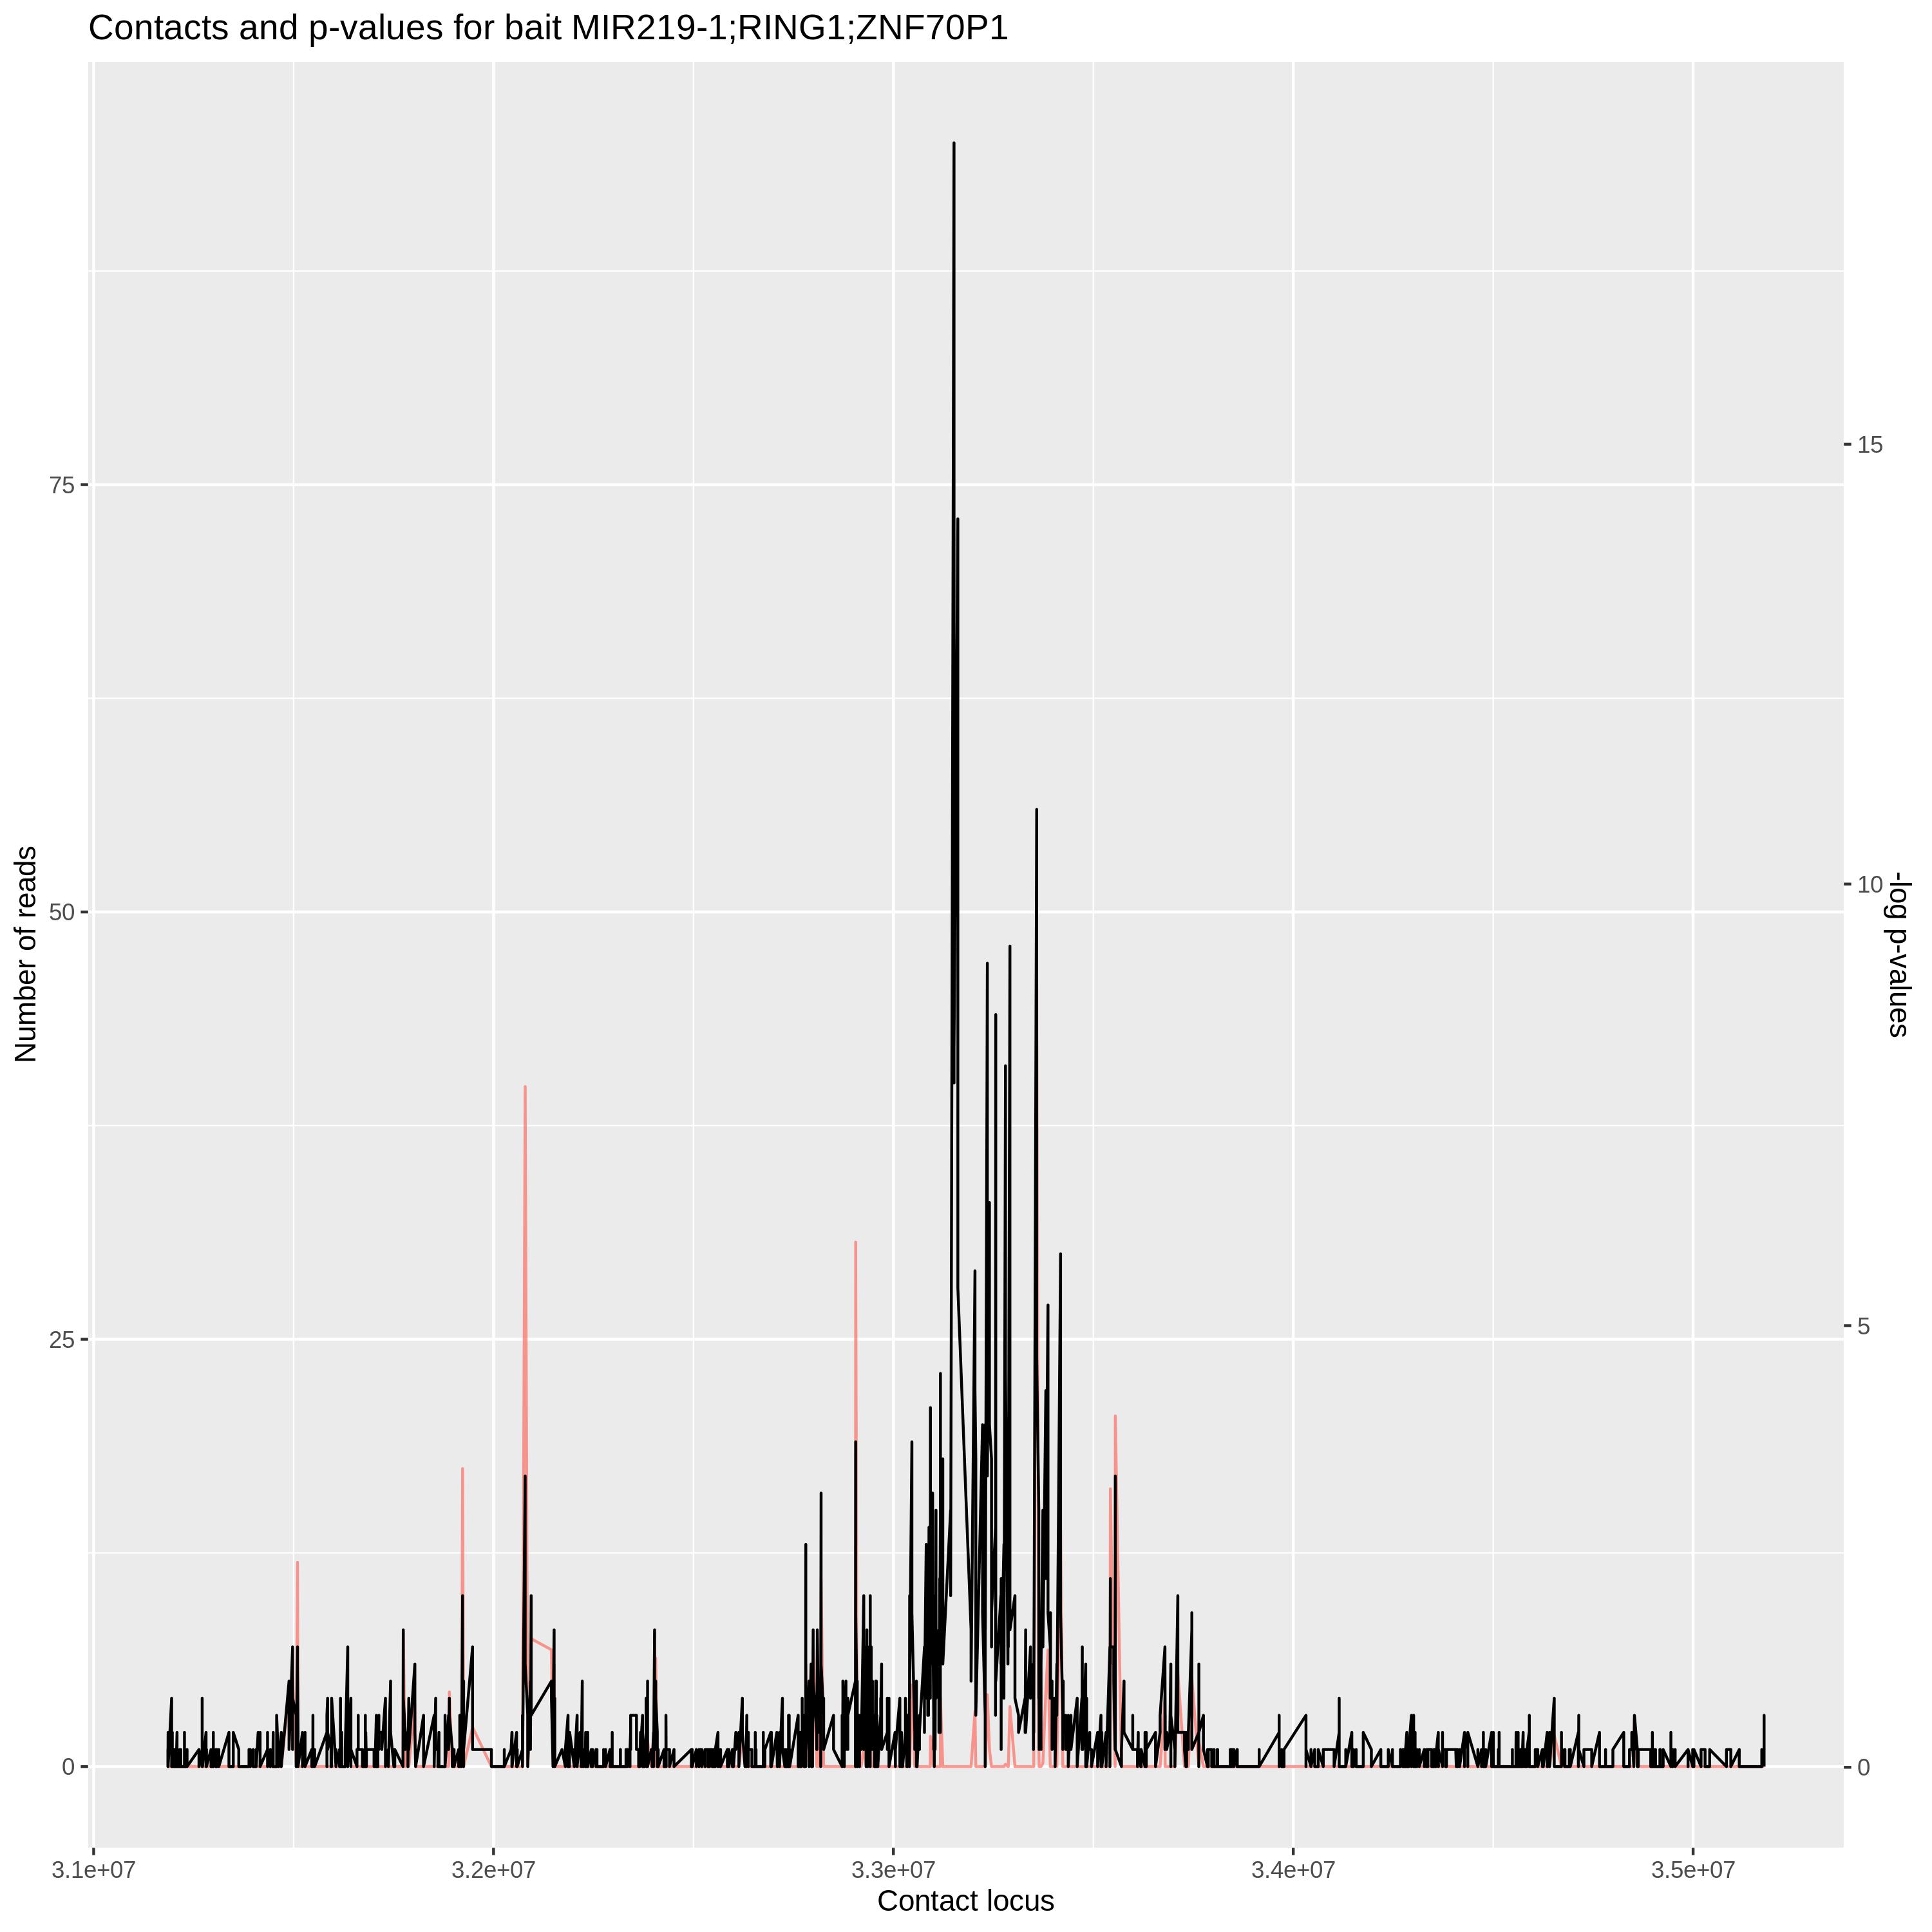 Contacts and p-values for bait MIR219-1;RING1;ZNF70P1
75
50
25
0
Number of reads
15
10
5
0
-log p-values
3.1e+07
3.2e+07
3.3e+07
3.4e+07
3.5e+07
Contact locus